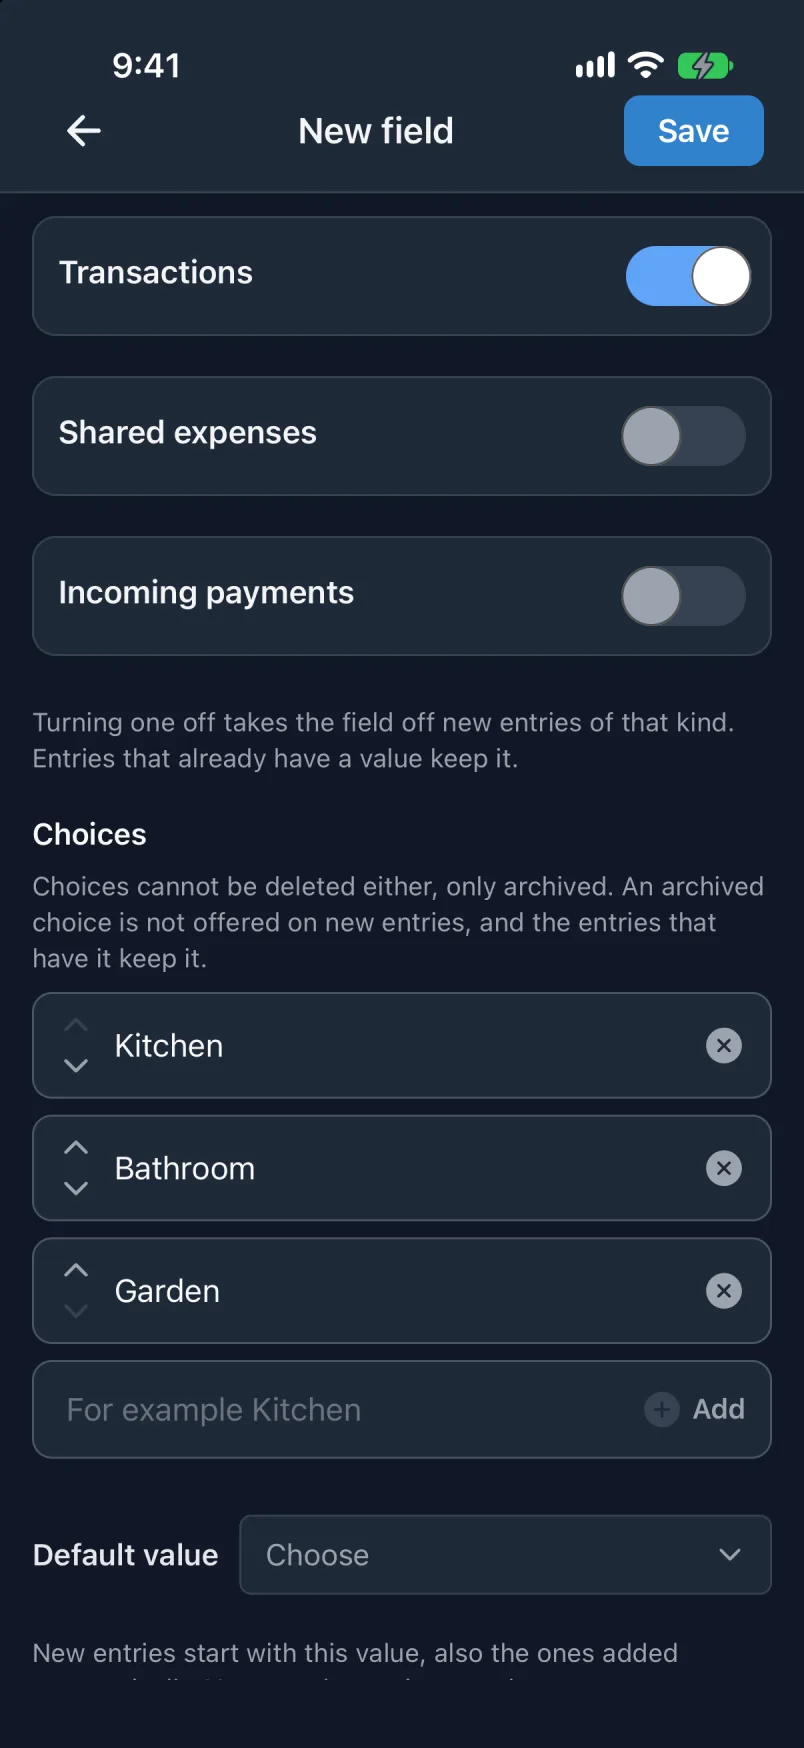 9:41
New field
Save
Transactions
Shared expenses
Incoming payments
Turning one off takes the field off new entries of that kind.
Entries that already have a value keep it.
Choices
Choices cannot be deleted either, only archived. An archived
choice is not offered on new entries, and the entries that
have it keep it.
Kitchen
Bathroom
Garden
For example Kitchen
Add
Default value
Choose
New entries start with this value, also the ones added